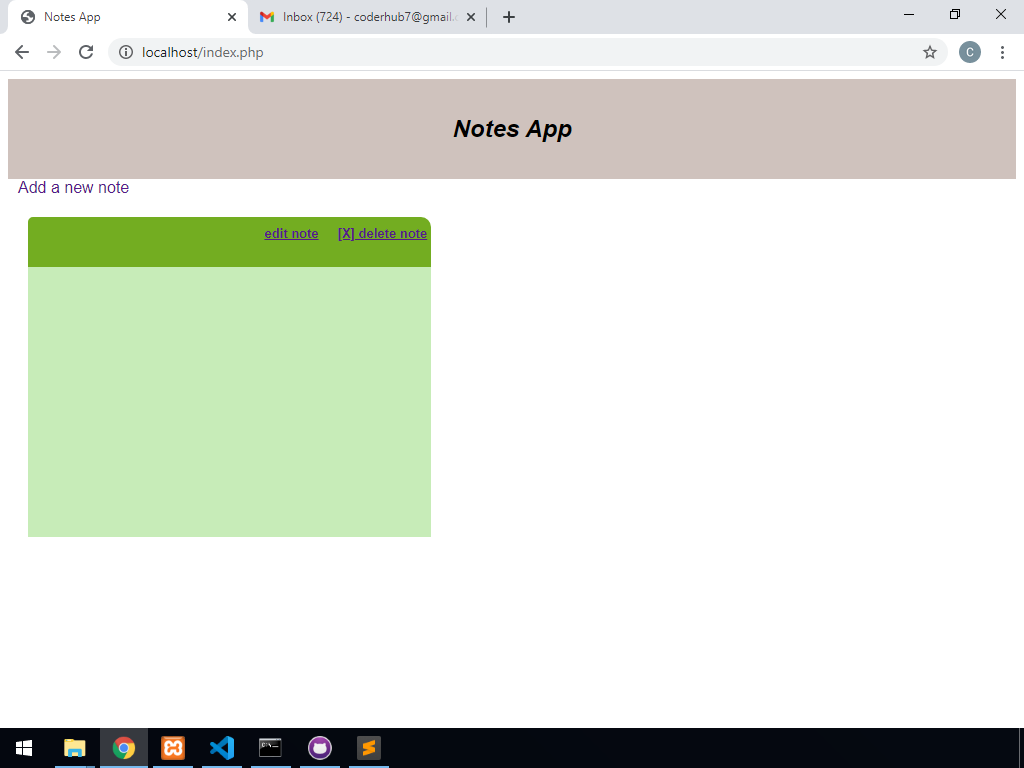 Notes App
Inbox (724) - coderhub7@gmail.c
localhost/index.php
C
Notes App
Add a new note
edit note [X] delete note